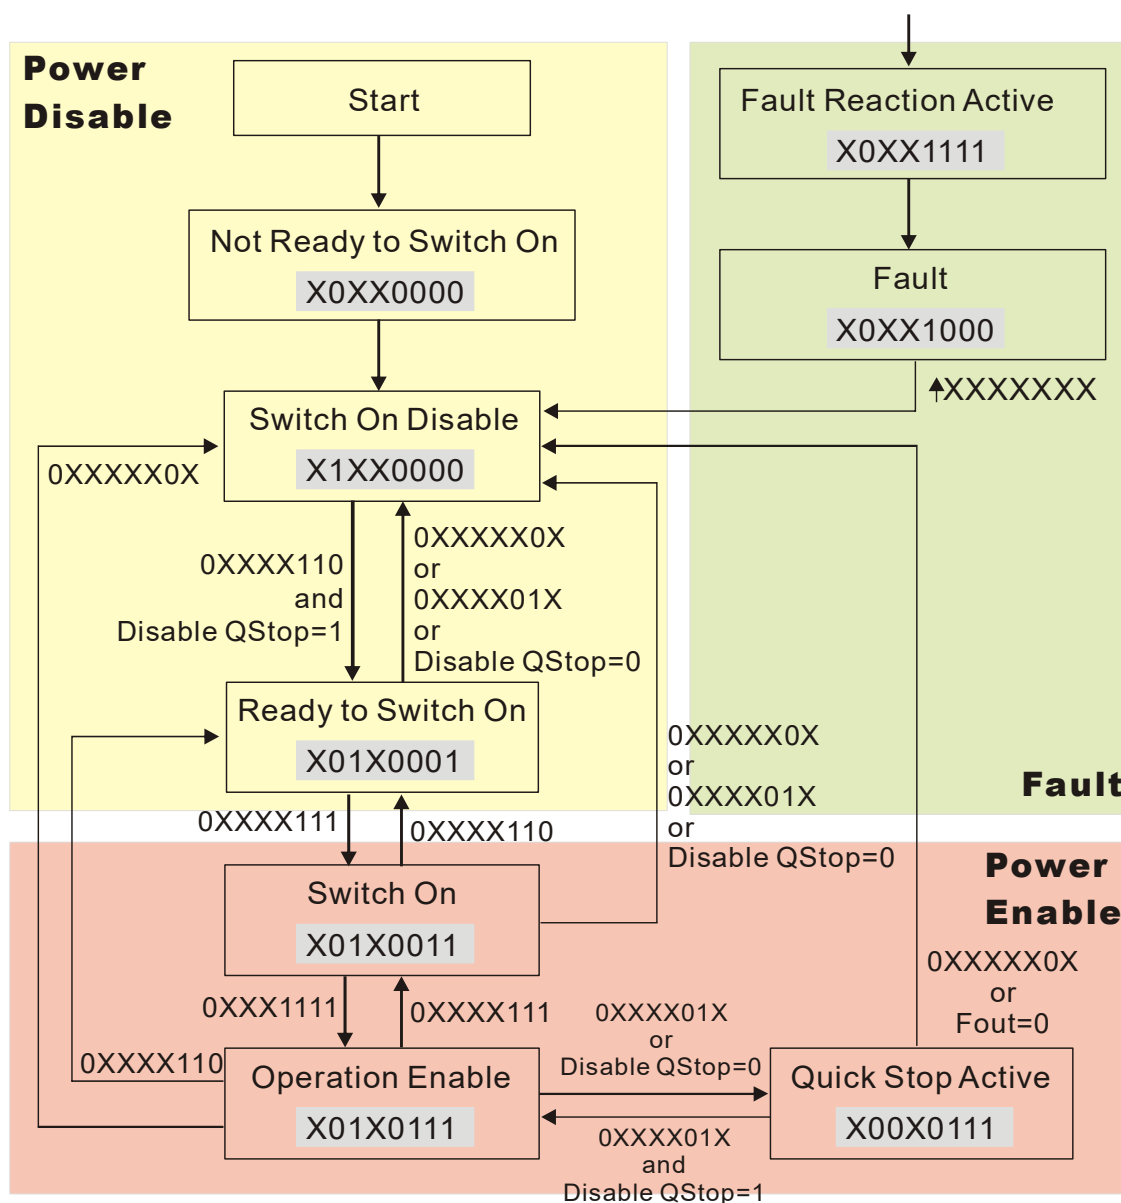 Power
Disable
Start
Not Ready to Switch On
X0XX0000
Switch On Disable
X1XX0000
0XXXXX0X
0XXXX110
and
Disable QStop=1
0XXXXX0X
or
0XXXX01X
or
Disable QStop=0
Ready to Switch On
X01X0001
0XXXX111
0XXXX110
Fault Reaction Active
X0XX1111
Fault
X0XX1000
XXXXXXX
Fault
0XXXXX0X
or
0XXXX01X
or
Disable QStop=0
Power
Enable
Switch On
X01X0011
0XXX1111
0XXXX111
0XXXX110
Operation Enable
X01X0111
0XXXX01X
or
Disable QStop=0
0XXXX01X
and
Disable QStop=1
0XXXXX0X
or
Fout=0
Quick Stop Active
X00X0111